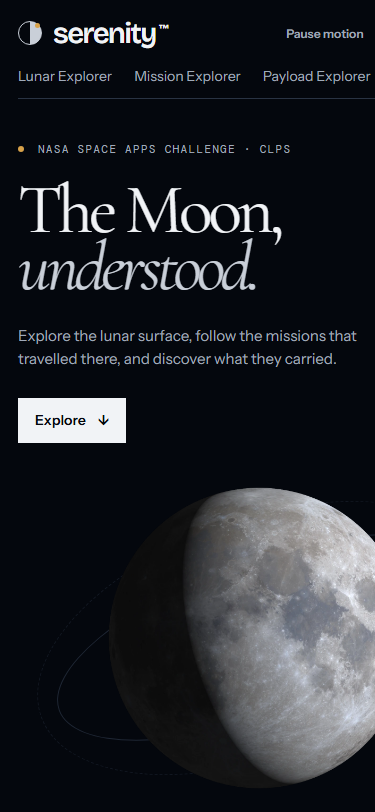 serenity™
Pause motion
Lunar Explorer Mission Explorer Payload Explorer
NASA SPACE APPS CHALLENGE · CLPS
The Moon,
understood.
Explore the lunar surface, follow the missions that
travelled there, and discover what they carried.
Explore ↓